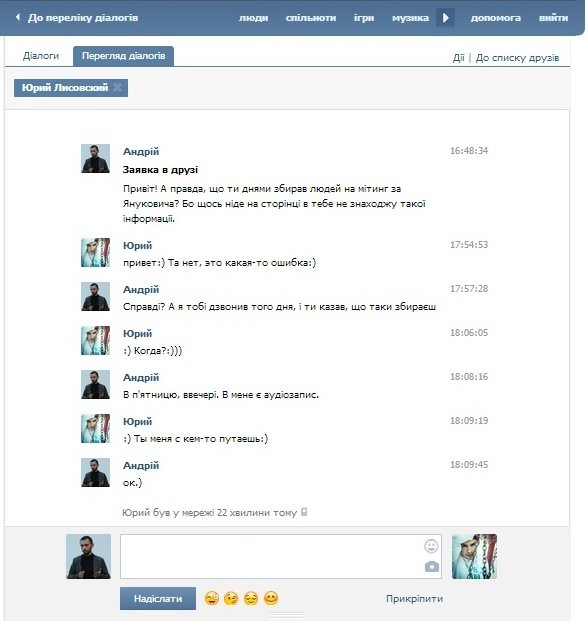 До переліку діалогів люди спільноти ігри музика допомога вийти
Діалоги Перегляд діалогів Дії | До списку друзів
Юрий Лисовский
Андрій 16:48:34
Заявка в друзі
Привіт! А правда, що ти днями збирав людей на мітинг за
Януковича? Бо щось ніде на сторінці в тебе не знаходжу такої
інформації.
Юрий 17:54:53
привет:) Та нет, это какая-то ошибка:)
Андрій 17:57:28
Справді? А я тобі дзвонив того дня, і ти казав, що таки збираєш
Юрий 18:06:05
:) Когда?:)))
Андрій 18:08:16
В п'ятницю, ввечері. В мене є аудіозапис.
Юрий 18:09:19
:) Ты меня с кем-то путаешь:)
Андрій 18:09:45
ок.)
Юрий був у мережі 22 хвилини тому
Надіслати Прикріпити